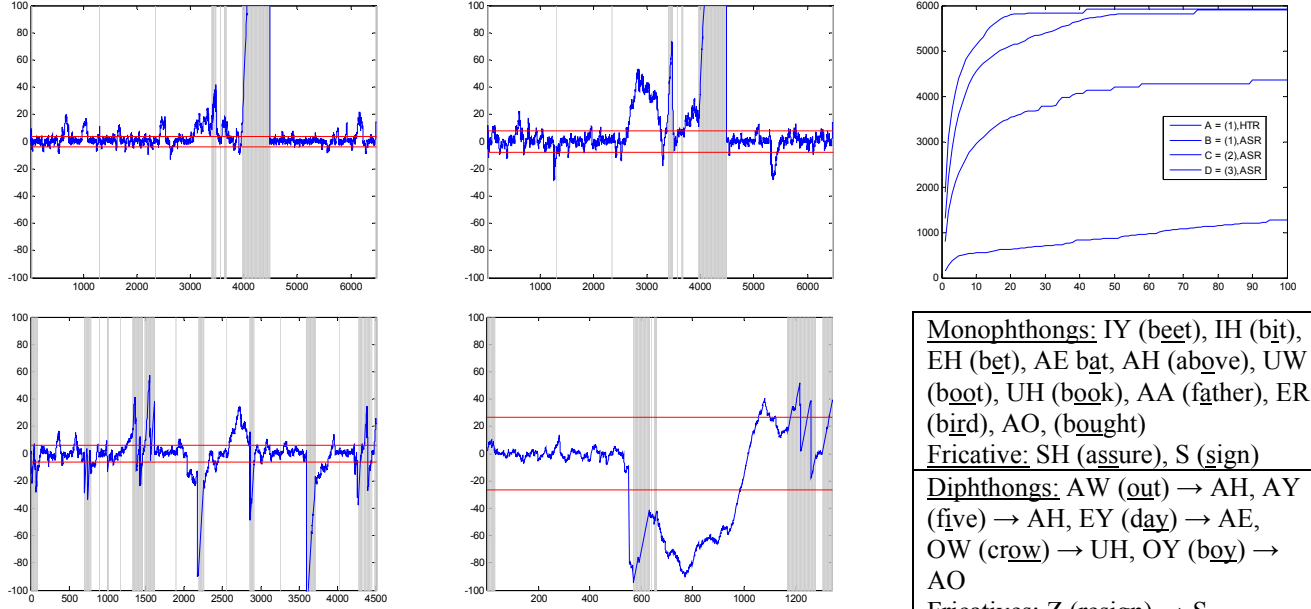 100
80
60
40
20
0
-20
-40
-60
-80
-100
1000 2000 3000 4000 5000 6000
100
80
60
40
20
0
-20
-40
-60
-80
-100
1000 2000 3000 4000 5000 6000
6000
5000
4000
3000
2000
1000
0
0 10 20 30 40 50 60 70 80 90 100
A = (1),HTR
B = (1),ASR
C = (2),ASR
D = (3),ASR
100
80
60
40
20
0
-20
-40
-60
-80
-100
0 500 1000 1500 2000 2500 3000 3500 4000 4500
100
80
60
40
20
0
-20
-40
-60
-80
-100
200 400 600 800 1000 1200
Monophthongs: IY (beet), IH (bit),
EH (bet), AE bat, AH (above), UW
(boot), UH (book), AA (father), ER
(bird), AO, (bought)
Fricative: SH (assure), S (sign)
Diphthongs: AW (out) → AH, AY
(five) → AH, EY (day) → AE,
OW (crow) → UH, OY (boy) →
AO
Fricatives: Z (resign) → S